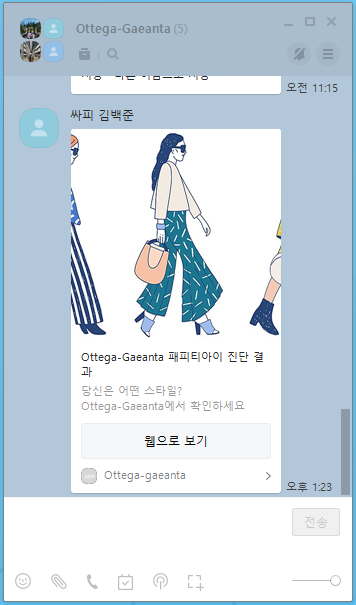 Ottega-Gaeanta (5)
오전 11:15
싸피 김백준
Ottega-Gaeanta 패피티아이 진단 결
과
당신은 어떤 스타일?
Ottega-Gaeanta에서 확인하세요
웹으로 보기
Ottega-gaeanta
오후 1:23
전송